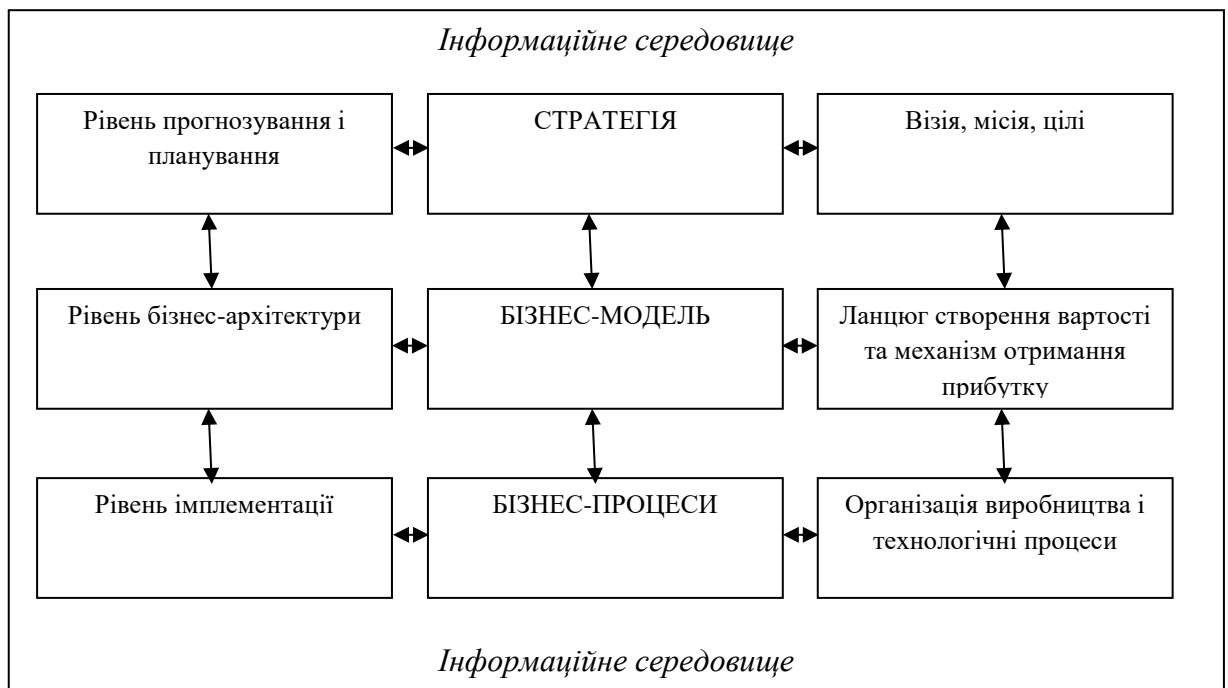 Інформаційне середовище
Рівень прогнозування і
планування
СТРАТЕГІЯ
Візія, місія, цілі
Рівень бізнес-архітектури
БІЗНЕС-МОДЕЛЬ
Ланцюг створення вартості
та механізм отримання
прибутку
Рівень імплементації
БІЗНЕС-ПРОЦЕСИ
Організація виробництва і
технологічні процеси
Інформаційне середовище